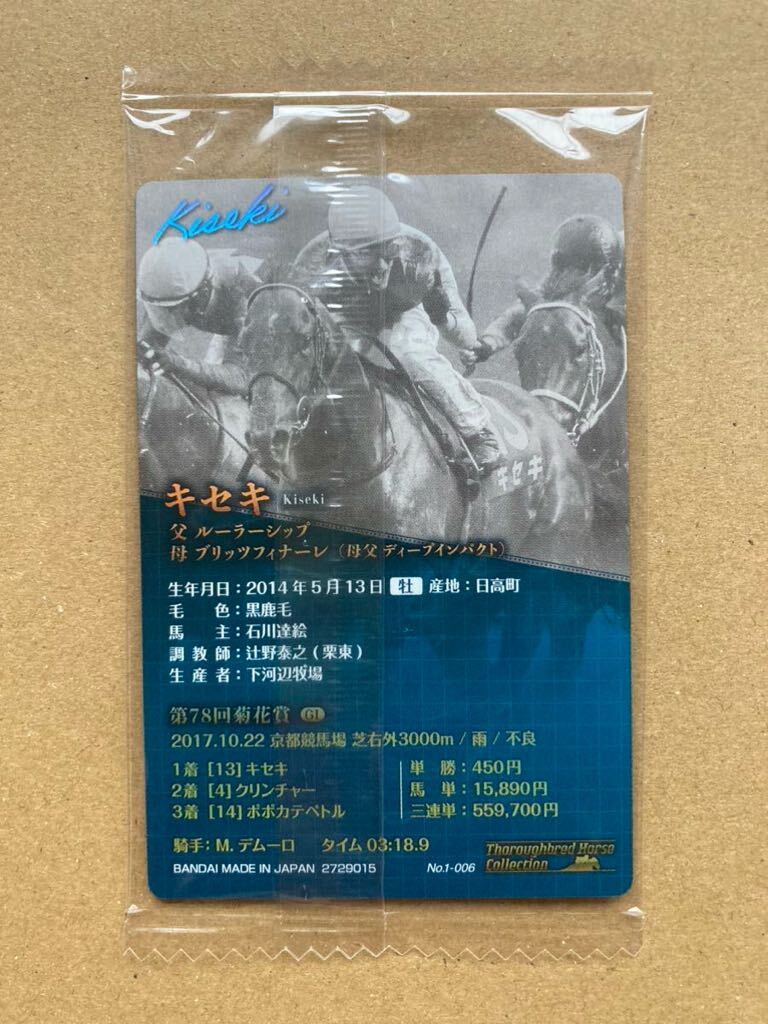 Kiseki
キセキ
キセキ Kiseki
父 ルーラーシップ
母 ブリッツフィナーレ (母父 ディープインパクト)
生年月日:2014年5月13日 牡 産地:日高町
毛 色:黒鹿毛
馬 主:石川達絵
調教師:辻野泰之(栗東)
生産者:下河辺牧場
第78回菊花賞 GI
2017.10.22 京都競馬場 芝右外3000m / 雨 / 不良
1着 [13] キセキ 単 勝:450円
2着 [4] クリンチャー 馬 単:15,890円
3着 [14] ポポカテペトル 三連単:559,700円
騎手:M. デムーロ タイム 03:18.9
Thoroughbred Horse
Collection
BANDAI MADE IN JAPAN 2729015 No.1-006